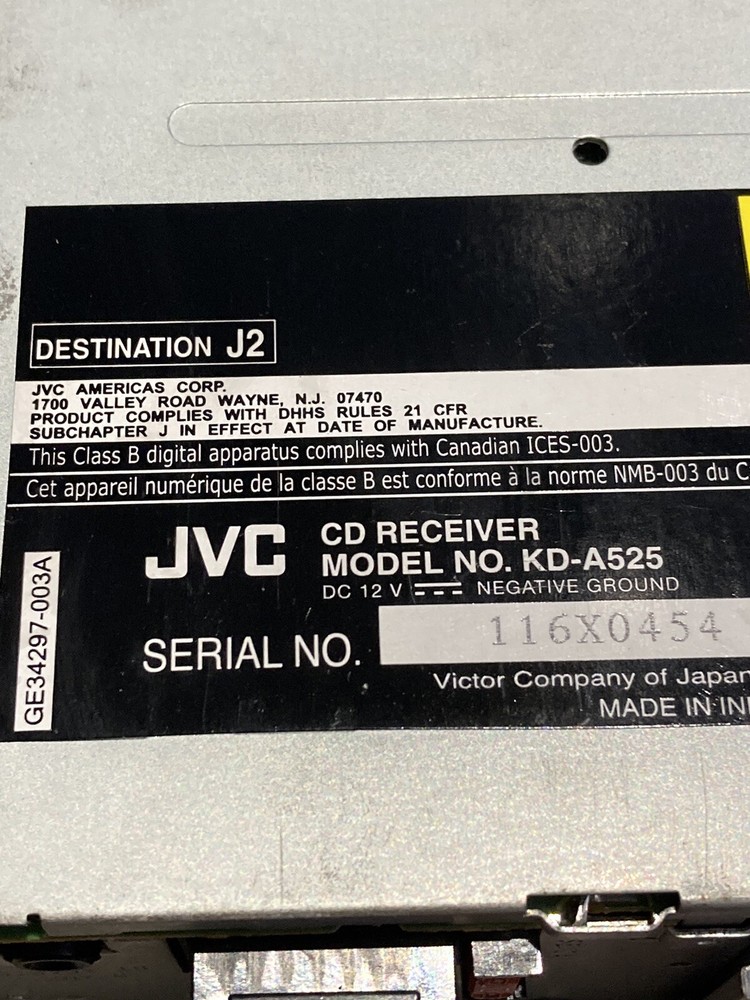 DESTINATION J2
JVC AMERICAS CORP.
1700 VALLEY ROAD WAYNE, N.J. 07470
PRODUCT COMPLIES WITH DHHS RULES 21 CFR
SUBCHAPTER J IN EFFECT AT DATE OF MANUFACTURE.
This Class B digital apparatus complies with Canadian ICES-003.
Cet appareil numérique de la classe B est conforme à la norme NMB-003 du
JVC
CD RECEIVER
MODEL NO. KD-A525
DC 12 V NEGATIVE GROUND
SERIAL NO. 116X0454
Victor Company of Japan
MADE IN
GE34297-003A